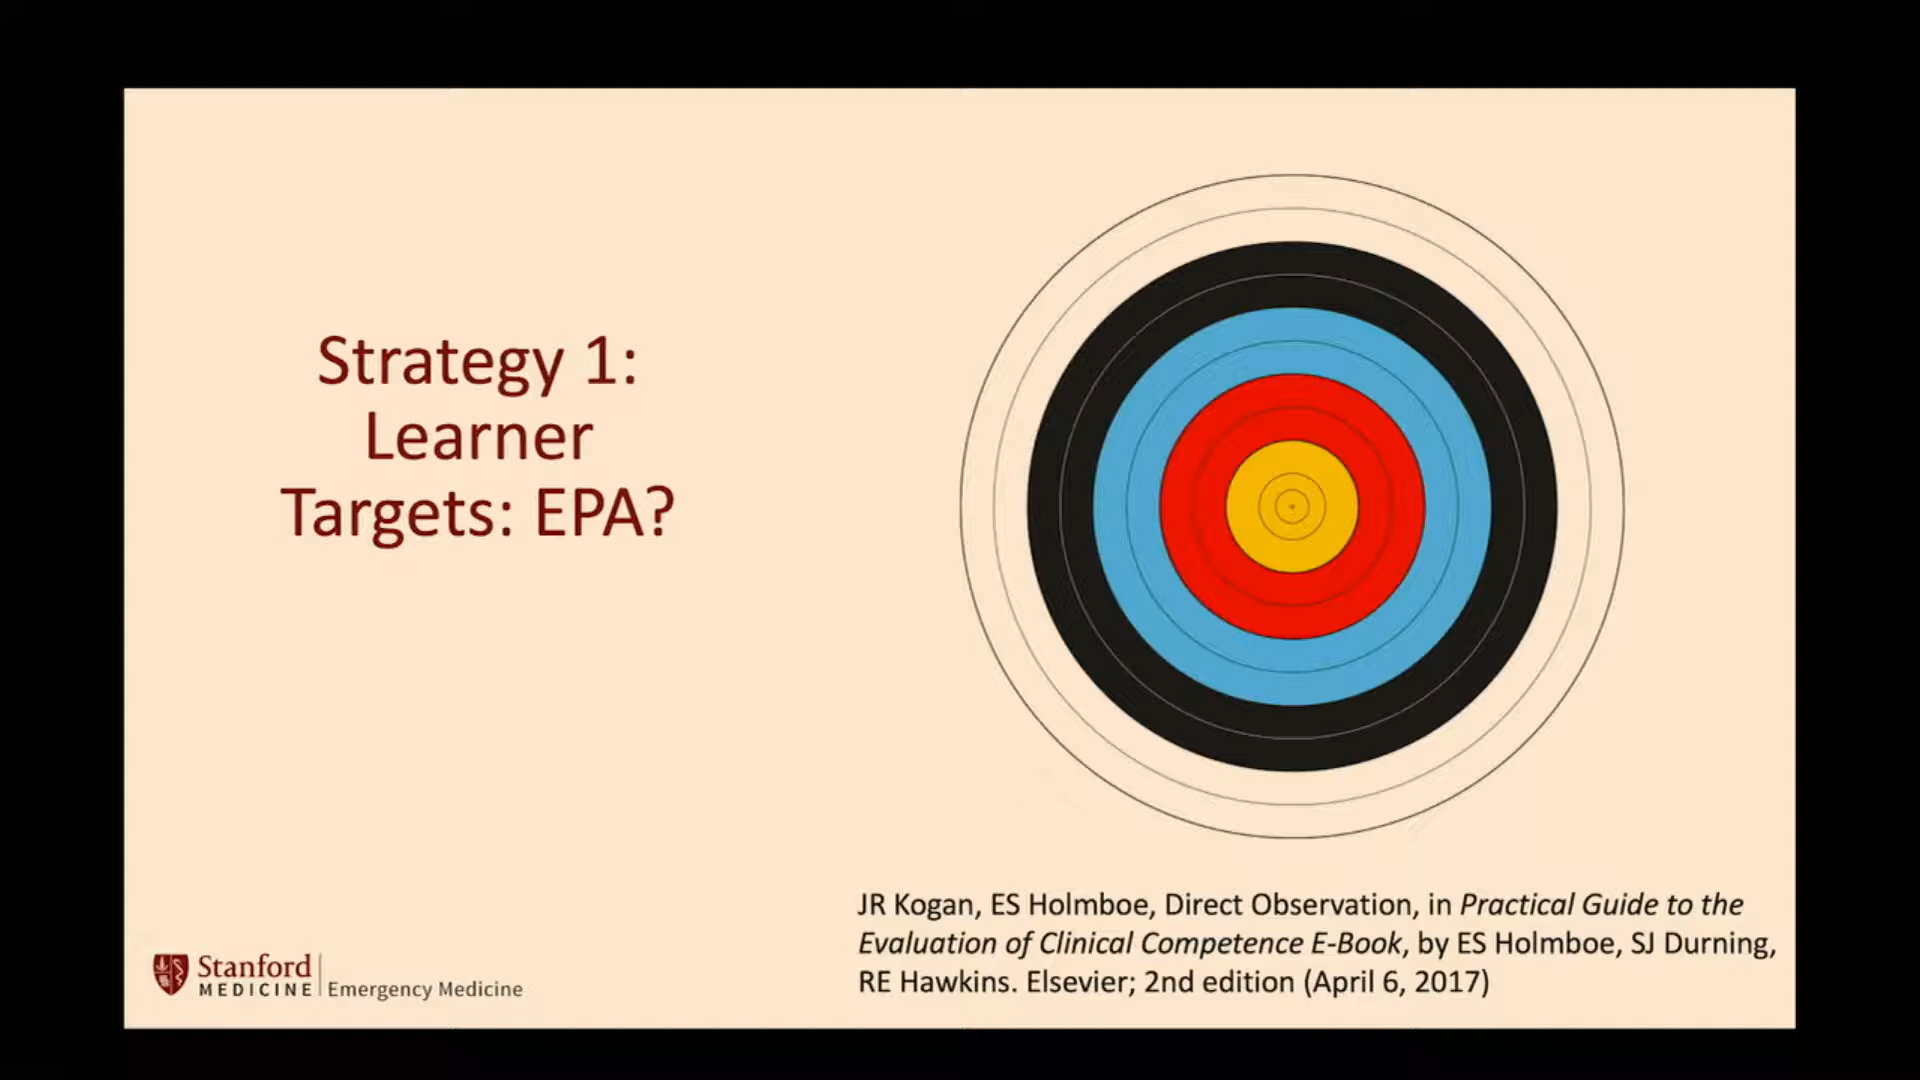 Strategy 1:
Learner
Targets: EPA?
JR Kogan, ES Holmboe, Direct Observation, in Practical Guide to the
Evaluation of Clinical Competence E-Book, by ES Holmboe, SJ Durning,
RE Hawkins. Elsevier; 2nd edition (April 6, 2017)
Stanford
MEDICINE
Emergency Medicine